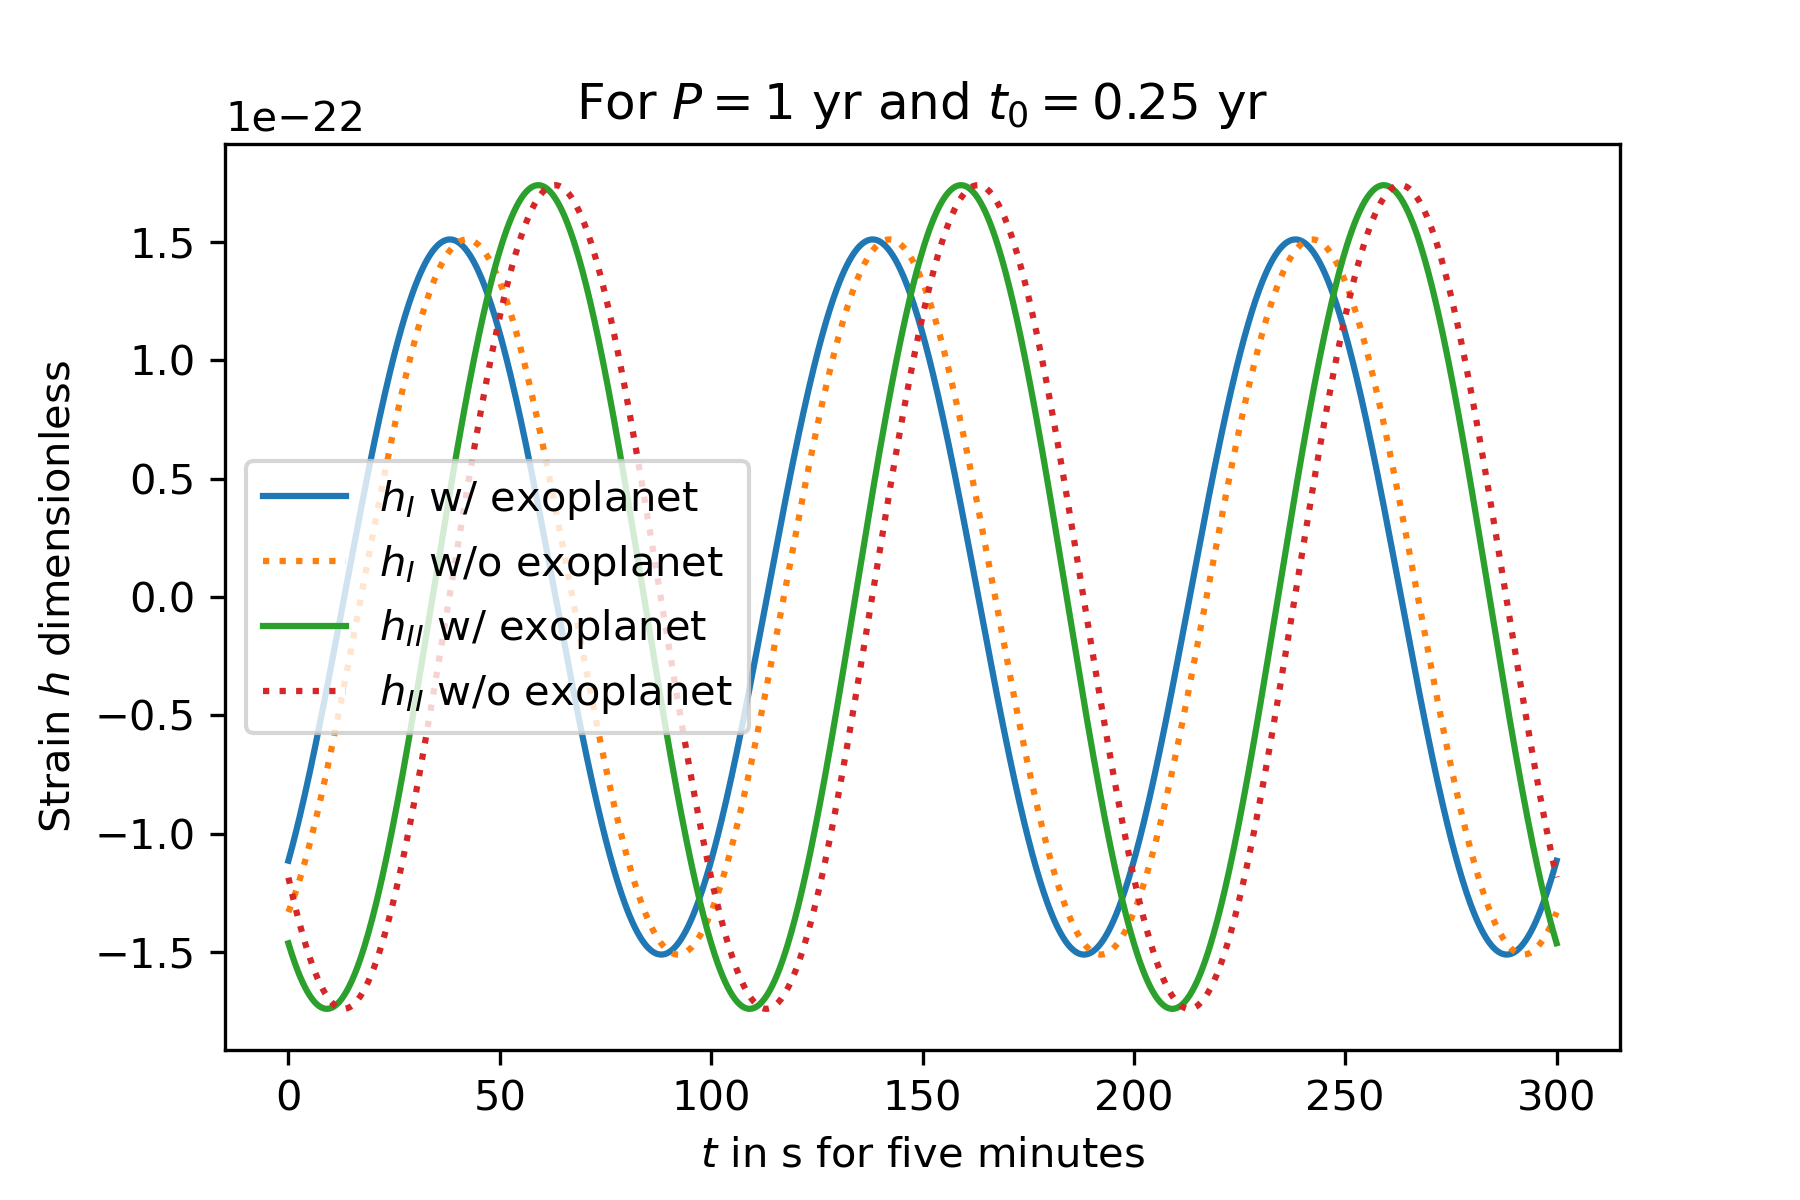 For P = 1 yr and t₀ = 0.25 yr
1e−22
1.5
1.0
0.5
0.0
−0.5
−1.0
−1.5
Strain h dimensionless
h_I w/ exoplanet
h_I w/o exoplanet
h_II w/ exoplanet
h_II w/o exoplanet
0 50 100 150 200 250 300
t in s for five minutes